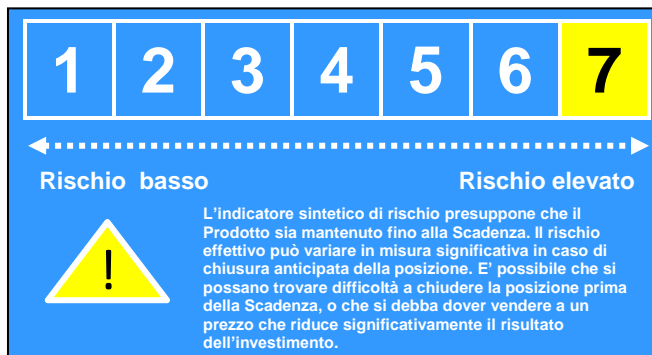 1 2 3 4 5 6 7
Rischio basso Rischio elevato
L'indicatore sintetico di rischio presuppone che il
Prodotto sia mantenuto fino alla Scadenza. Il rischio
effettivo può variare in misura significativa in caso di
chiusura anticipata della posizione. E' possibile che si
possano trovare difficoltà a chiudere la posizione prima
della Scadenza, o che si debba dover vendere a un
prezzo che riduce significativamente il risultato
dell'investimento.
!